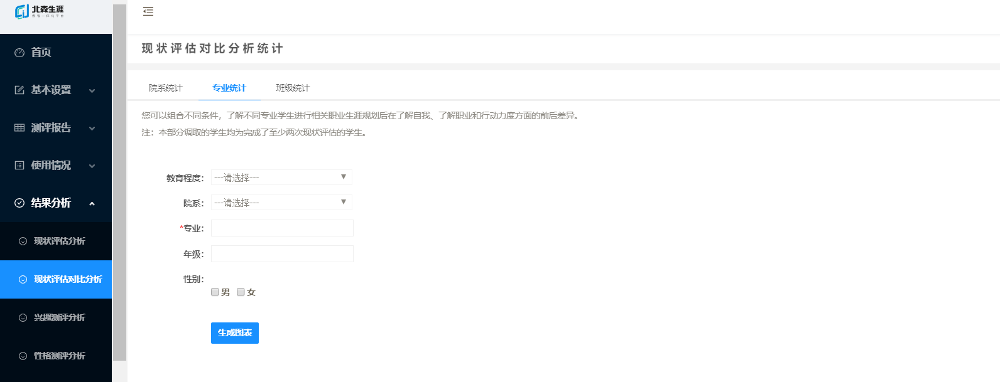 北森生涯
教育一体化平台
首页
基本设置
测评报告
使用情况
结果分析
现状评估分析
现状评估对比分析
兴趣测评分析
性格测评分析
现状评估对比分析统计
院系统计 专业统计 班级统计
您可以组合不同条件，了解不同专业学生进行相关职业生涯规划后在了解自我、了解职业和行动力度方面的前后差异。
注：本部分调取的学生均为完成了至少两次现状评估的学生。
教育程度： ---请选择---
院系： ---请选择---
*专业：
年级：
性别：
男 女
生成图表